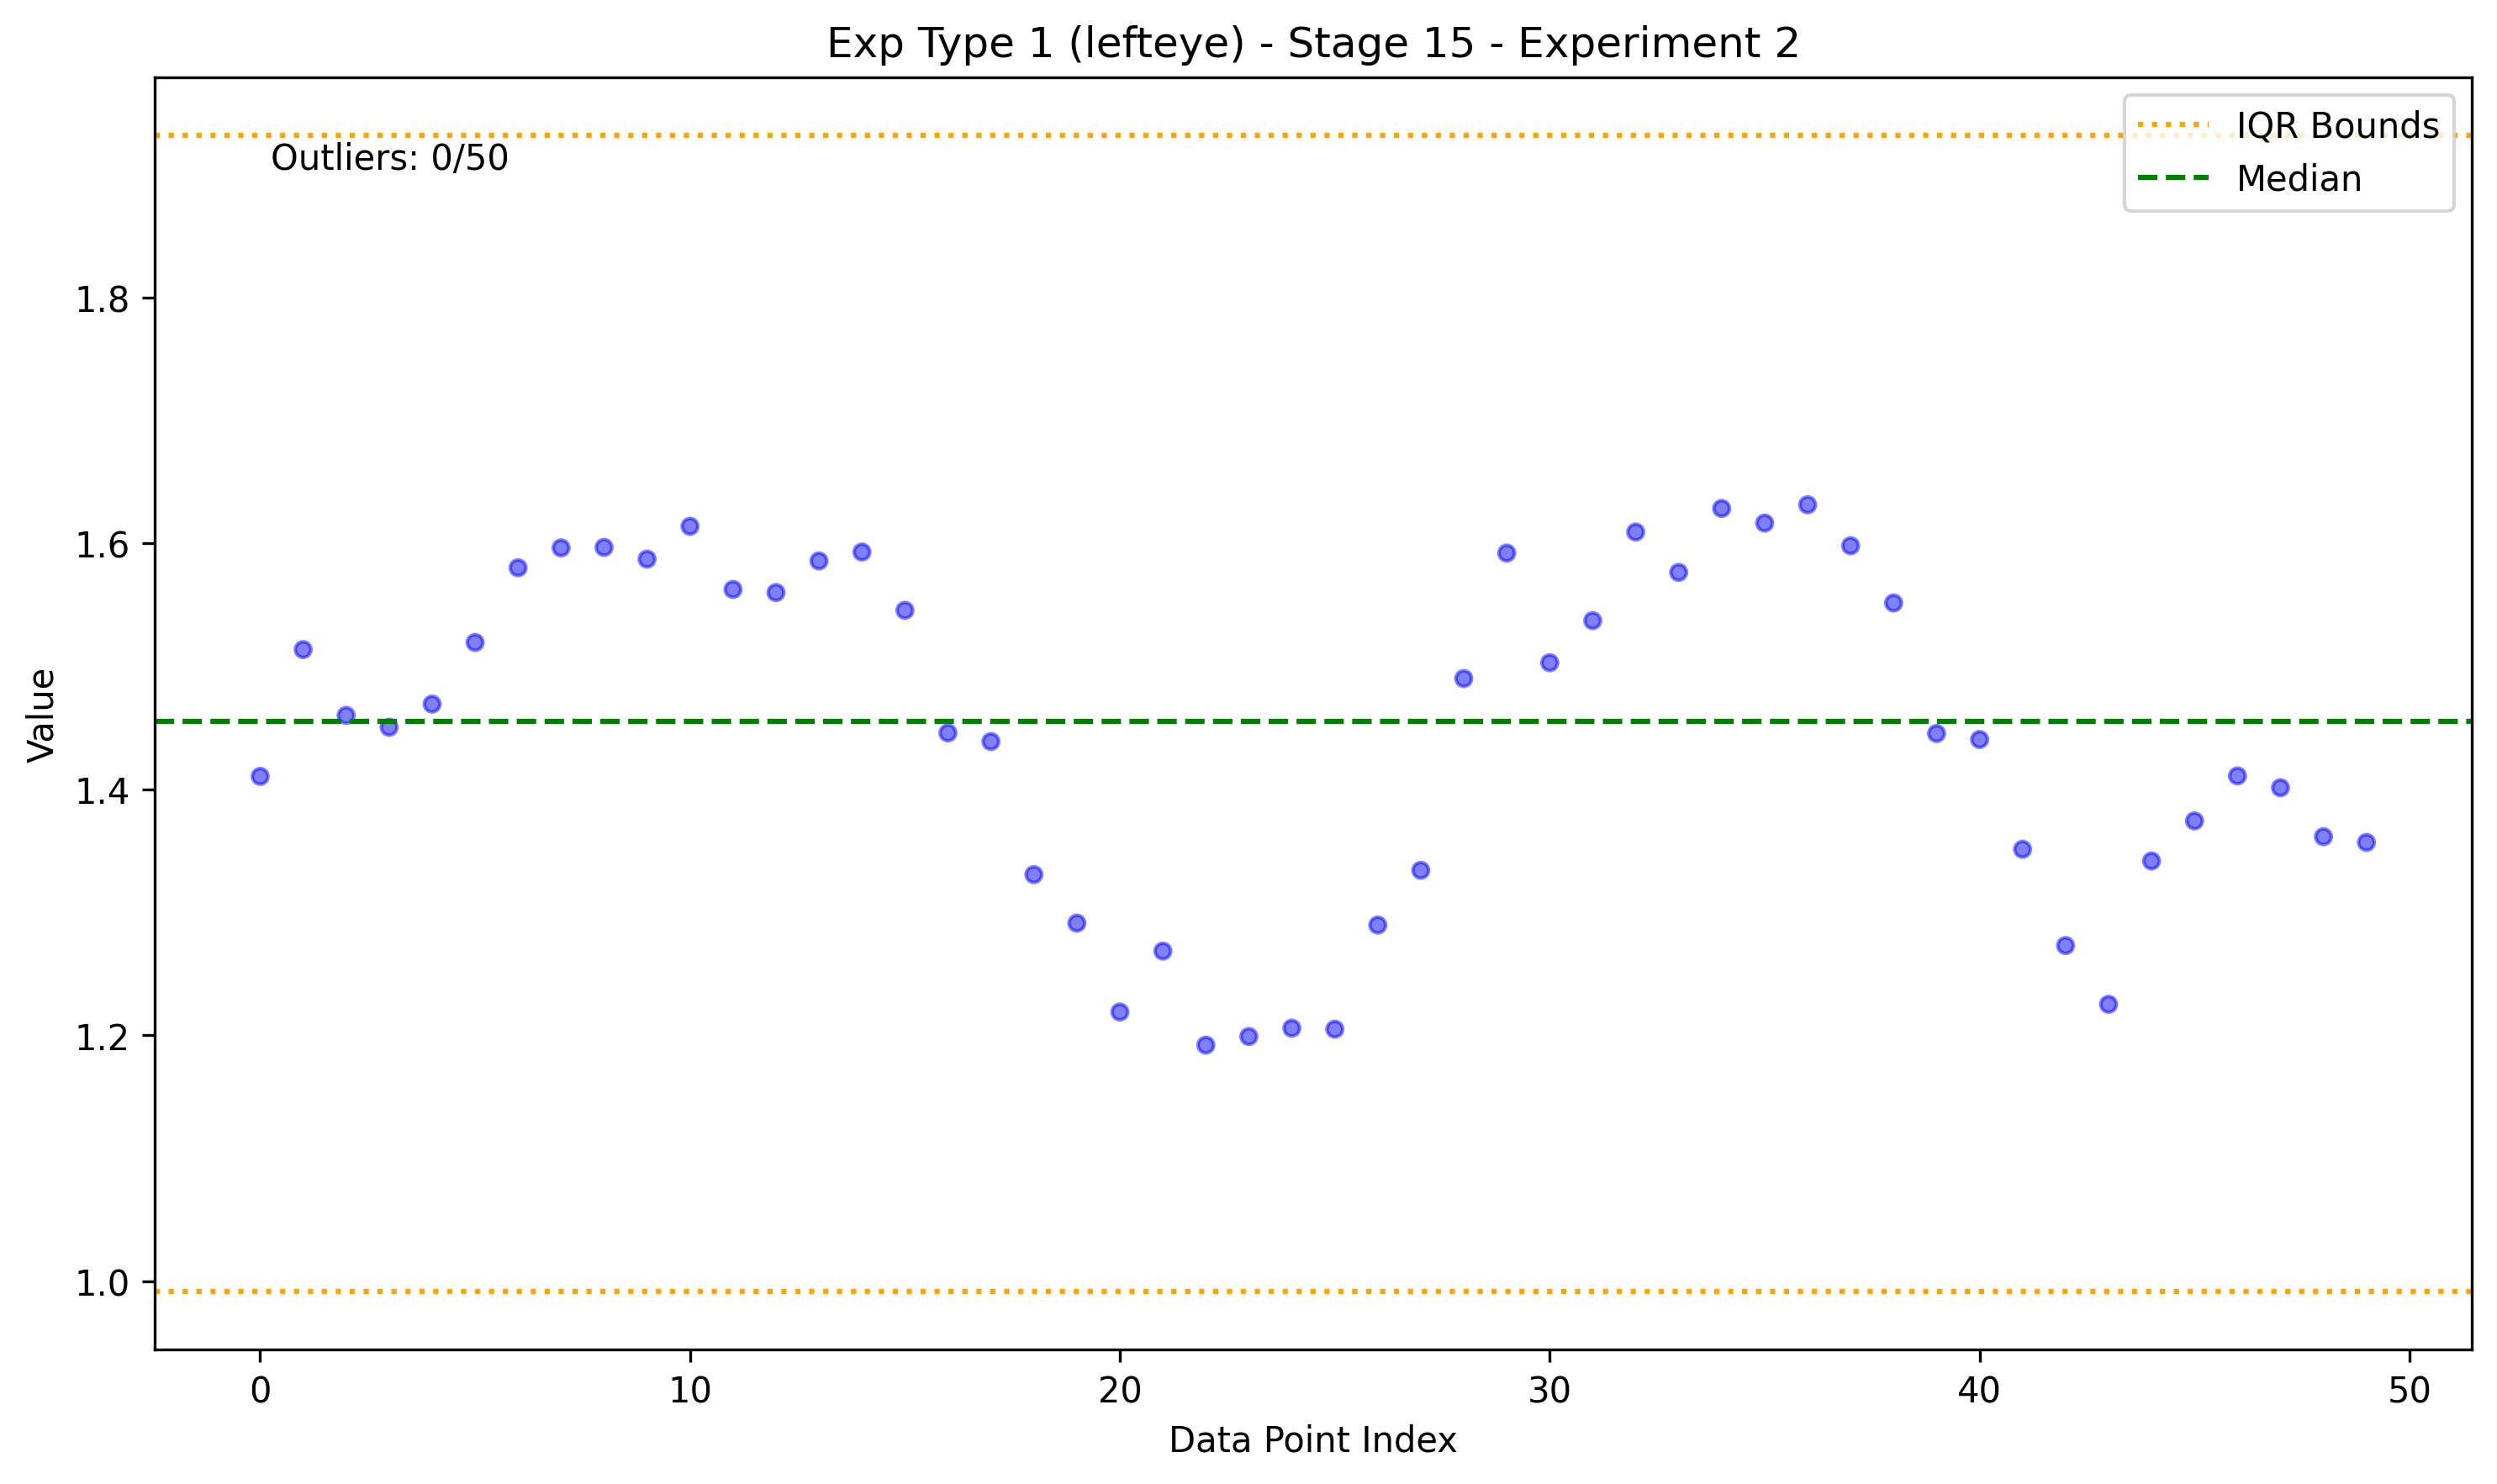 Exp Type 1 (lefteye) - Stage 15 - Experiment 2
IQR Bounds
Median
Outliers: 0/50
Value
1.8
1.6
1.4
1.2
1.0
0 10 20 30 40 50
Data Point Index